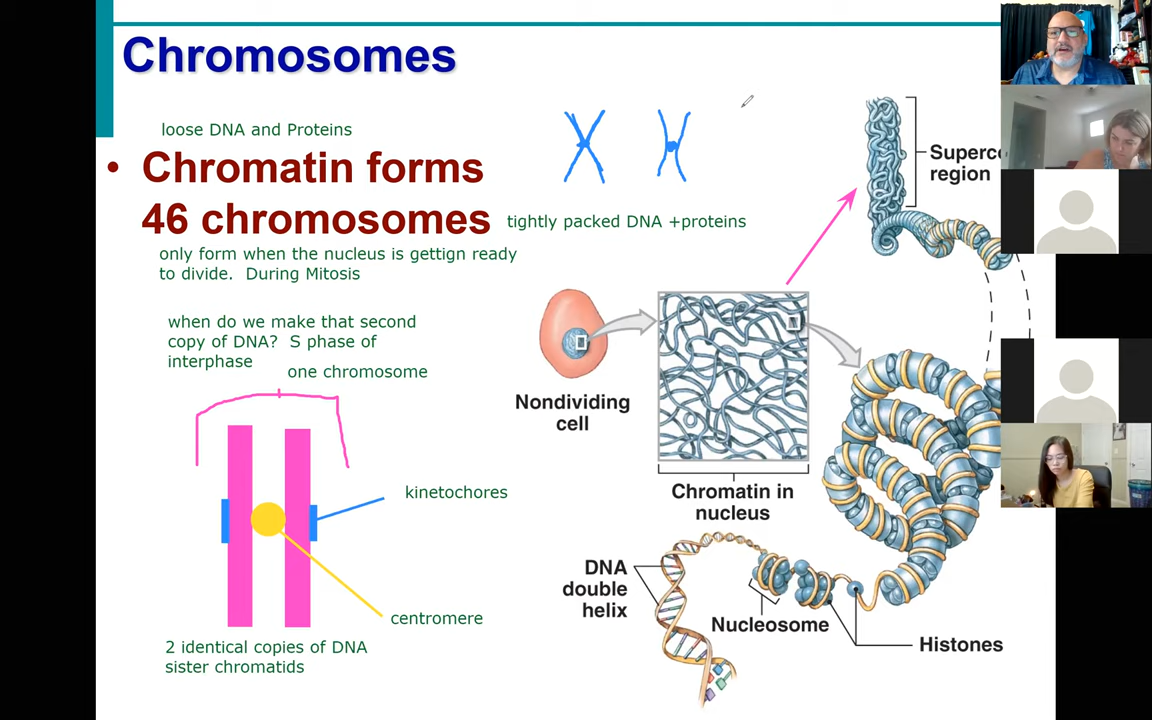 Chromosomes
loose DNA and Proteins
• Chromatin forms
46 chromosomes
tightly packed DNA +proteins
only form when the nucleus is gettign ready
to divide. During Mitosis
when do we make that second
copy of DNA? S phase of
interphase
one chromosome
kinetochores
centromere
2 identical copies of DNA
sister chromatids
Superco
region
Nondividing
cell
Chromatin in
nucleus
DNA
double
helix
Nucleosome
Histones